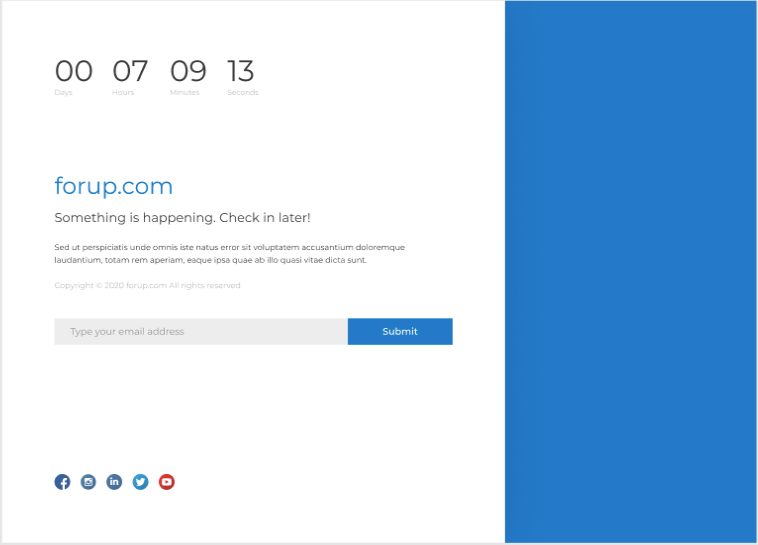 00 07 09 13
Days Hours Minutes Seconds
forup.com
Something is happening. Check in later!
Sed ut perspiciatis unde omnis iste natus error sit voluptatem accusantium doloremque
laudantium, totam rem aperiam, eaque ipsa quae ab illo quasi vitae dicta sunt.
Copyright © 2020 forup.com All rights reserved
Type your email address Submit